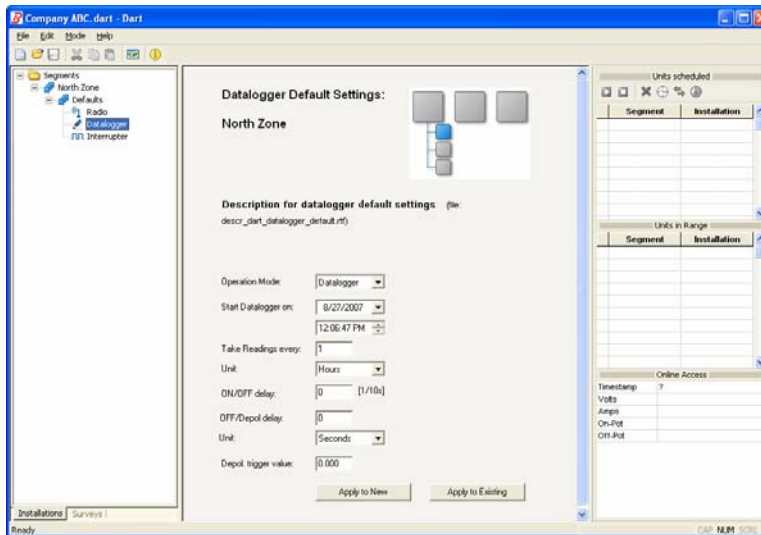 Company ABC.dart - Dart
File Edit Mode Help
Segments
North Zone
Defaults
Radio
Datalogger
Interrupter
Installations Surveys
Datalogger Default Settings:
North Zone
Description for datalogger default settings (file:
descr_dart_datalogger_default.rtf)
Operation Mode: Datalogger
Start Datalogger on: 8/27/2007
12:06:47 PM
Take Readings every: 1
Unit: Hours
ON/OFF delay: 0 [1/10s]
OFF/Depol delay: 0
Unit: Seconds
Depol. trigger value: 0.000
Apply to New Apply to Existing
Units scheduled
Segment Installation
Units in Range
Segment Installation
Online Access
Timestamp ?
Volts
Amps
On-Pot
Off-Pot
Ready CAP NUM SCRL